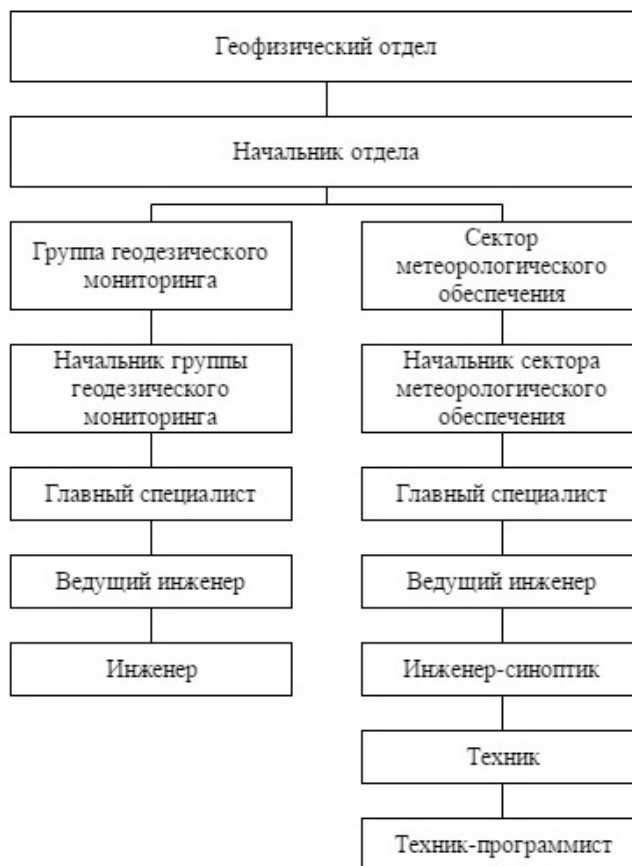 Геофизический отдел
Начальник отдела
Группа геодезического
мониторинга
Сектор
метеорологического
обеспечения
Начальник группы
геодезического
мониторинга
Начальник сектора
метеорологического
обеспечения
Главный специалист
Главный специалист
Ведущий инженер
Ведущий инженер
Инженер
Инженер-синоптик
Техник
Техник-программист